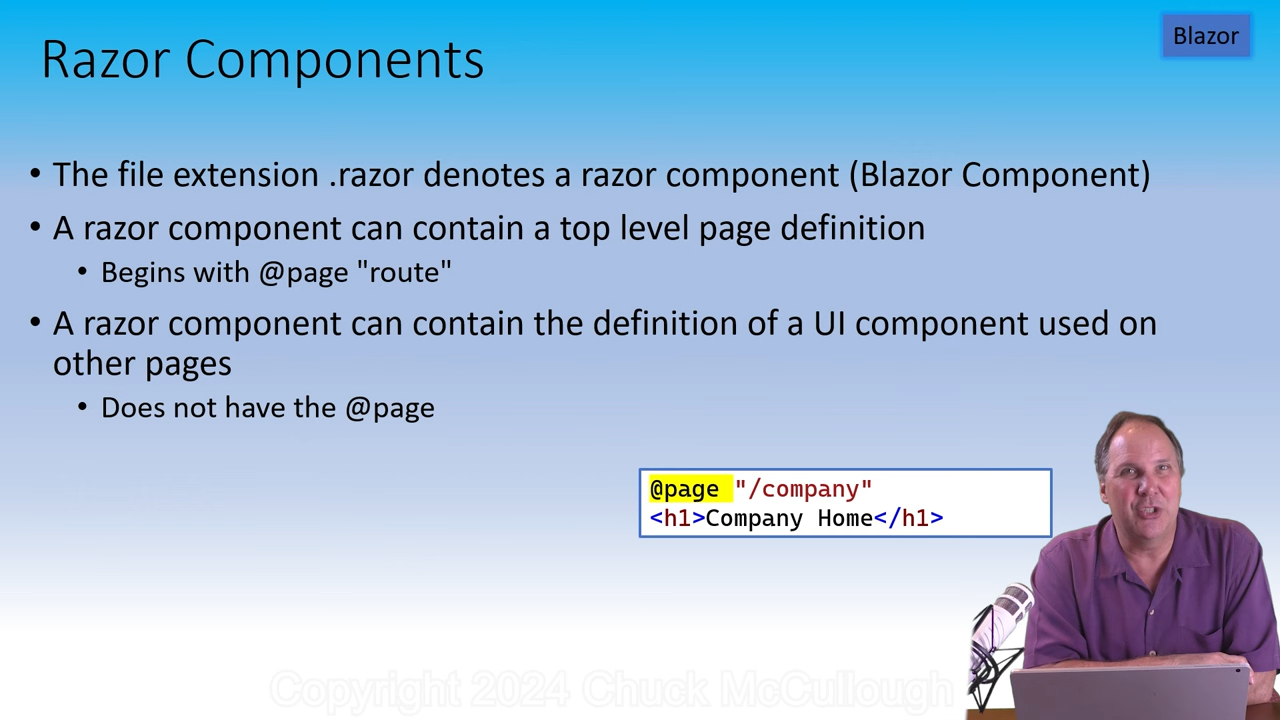 Razor Components
Blazor
• The file extension .razor denotes a razor component (Blazor Component)
• A razor component can contain a top level page definition
• Begins with @page "route"
• A razor component can contain the definition of a UI component used on
other pages
• Does not have the @page
@page "/company"
<h1>Company Home</h1>
Copyright 2024 Chuck McCullough